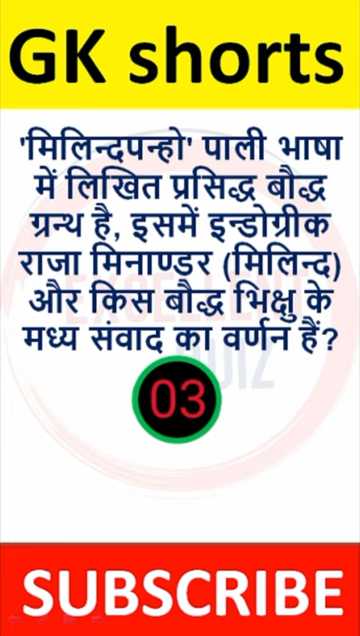 GK shorts
'मिलिन्दपन्हो' पाली भाषा
में लिखित प्रसिद्ध बौद्ध
ग्रन्थ है, इसमें इन्डोग्रीक
राजा मिनाण्डर (मिलिन्द)
और किस बौद्ध भिक्षु के
मध्य संवाद का वर्णन हैं?
03
SUBSCRIBE